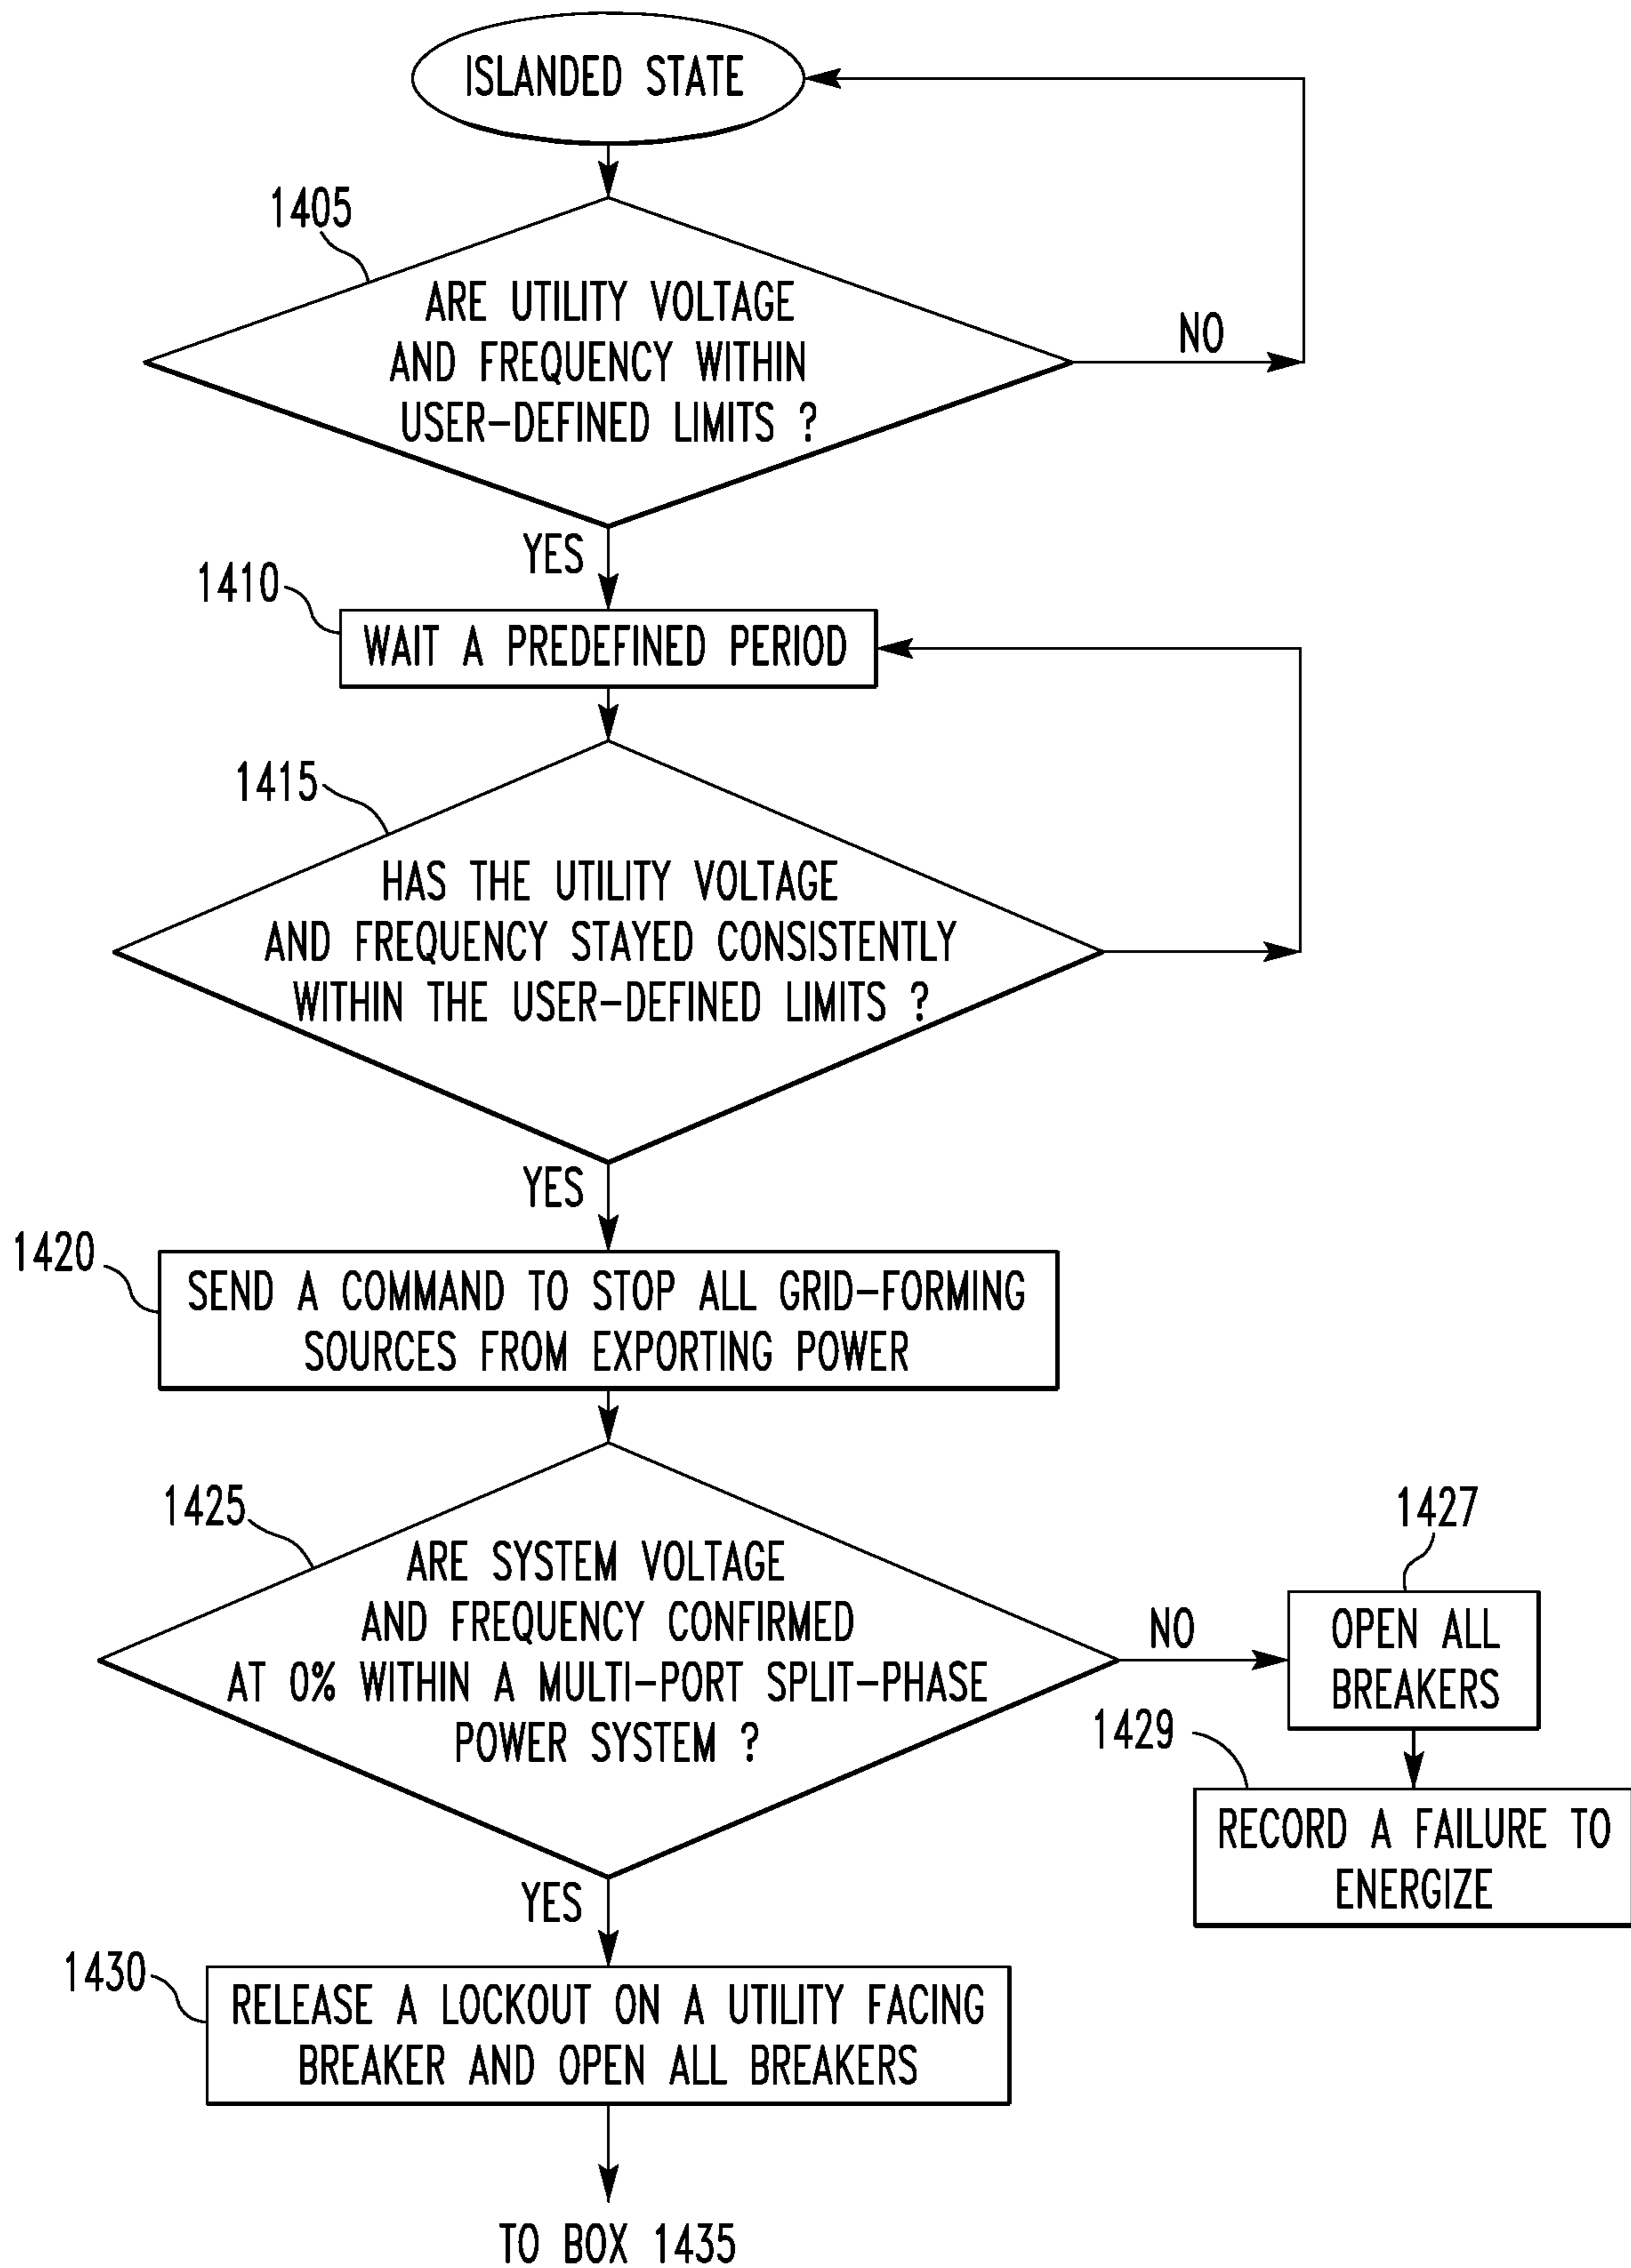 ISLANDED STATE
1405
ARE UTILITY VOLTAGE
AND FREQUENCY WITHIN
USER-DEFINED LIMITS ?
NO
YES
1410
WAIT A PREDEFINED PERIOD
1415
HAS THE UTILITY VOLTAGE
AND FREQUENCY STAYED CONSISTENTLY
WITHIN THE USER-DEFINED LIMITS ?
YES
1420
SEND A COMMAND TO STOP ALL GRID-FORMING
SOURCES FROM EXPORTING POWER
1425
ARE SYSTEM VOLTAGE
AND FREQUENCY CONFIRMED
AT 0% WITHIN A MULTI-PORT SPLIT-PHASE
POWER SYSTEM ?
NO
1427
OPEN ALL
BREAKERS
1429
RECORD A FAILURE TO
ENERGIZE
YES
1430
RELEASE A LOCKOUT ON A UTILITY FACING
BREAKER AND OPEN ALL BREAKERS
TO BOX 1435